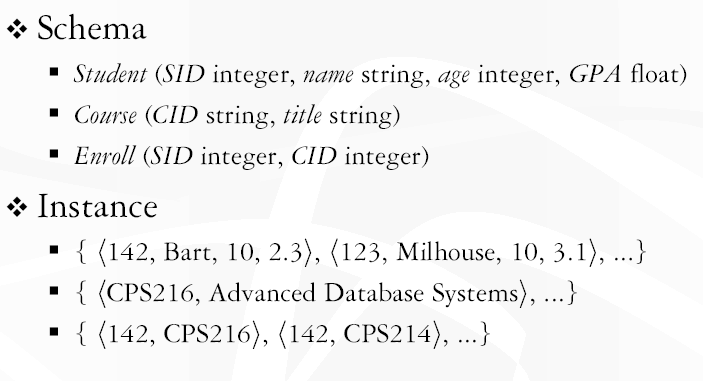 ❖ Schema
▪ Student (SID integer, name string, age integer, GPA float)
▪ Course (CID string, title string)
▪ Enroll (SID integer, CID integer)
❖ Instance
▪ { ⟨142, Bart, 10, 2.3⟩, ⟨123, Milhouse, 10, 3.1⟩, ...}
▪ { ⟨CPS216, Advanced Database Systems⟩, ...}
▪ { ⟨142, CPS216⟩, ⟨142, CPS214⟩, ...}